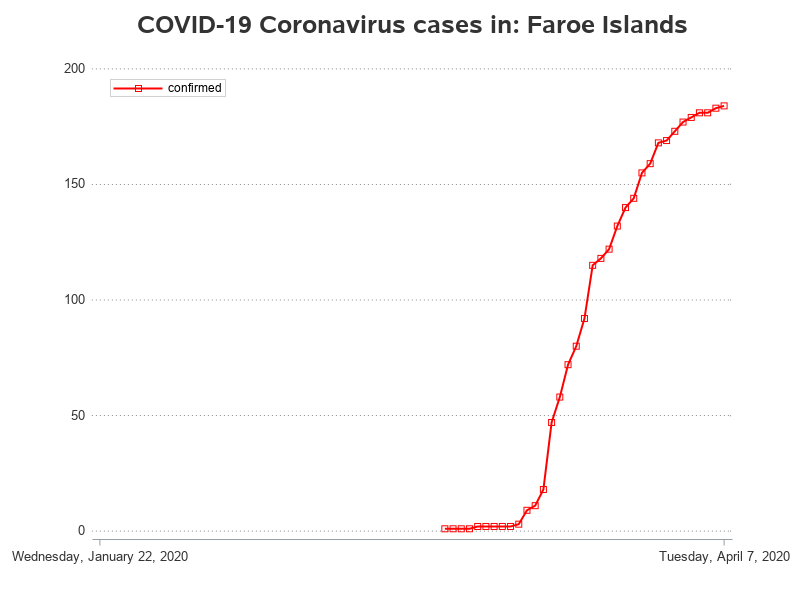 COVID-19 Coronavirus cases in: Faroe Islands
200
confirmed
150
100
50
0
Wednesday, January 22, 2020 Tuesday, April 7, 2020